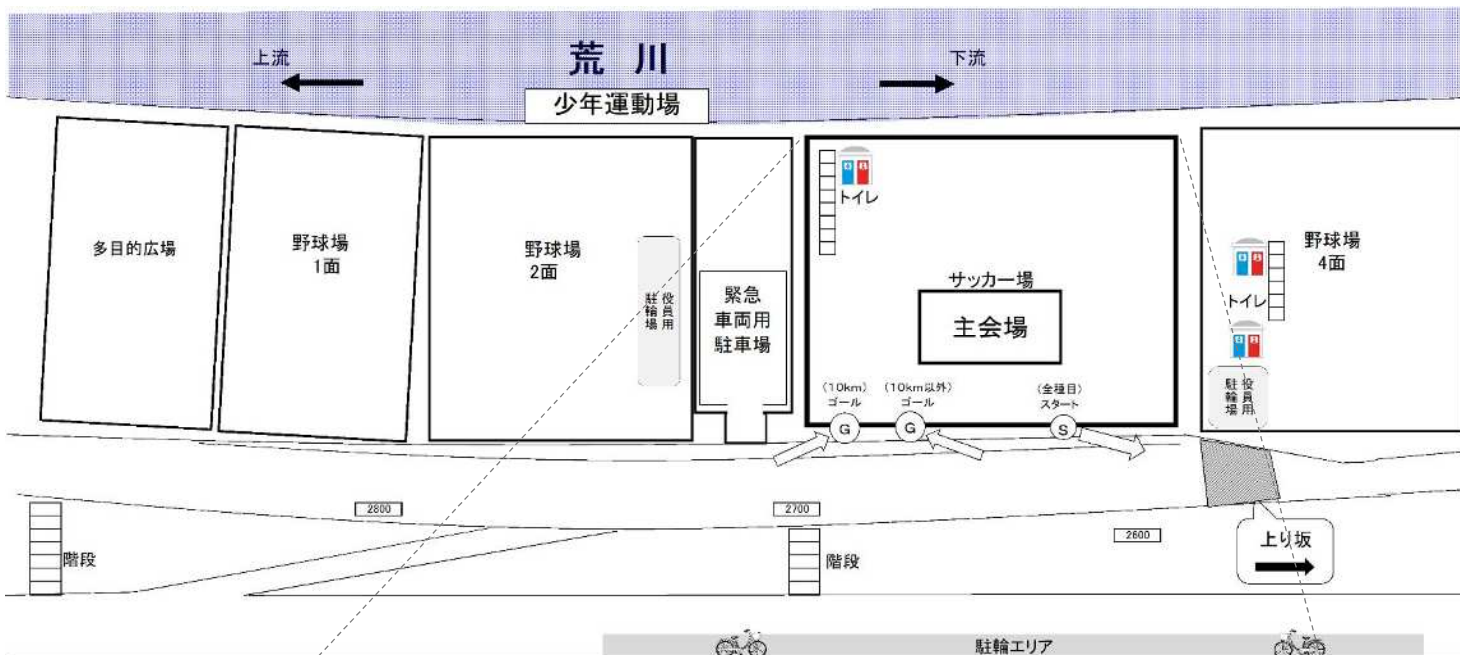 荒 川
上流
下流
少年運動場
多目的広場
野球場
1面
野球場
2面
役員用
駐輪場
緊急
車両用
駐車場
トイレ
サッカー場
主会場
(10km)
ゴール
G
(10km以外)
ゴール
G
(全種目)
スタート
S
野球場
4面
トイレ
役員用
駐輪場
2800
2700
2600
階段
階段
上り坂
駐輪エリア